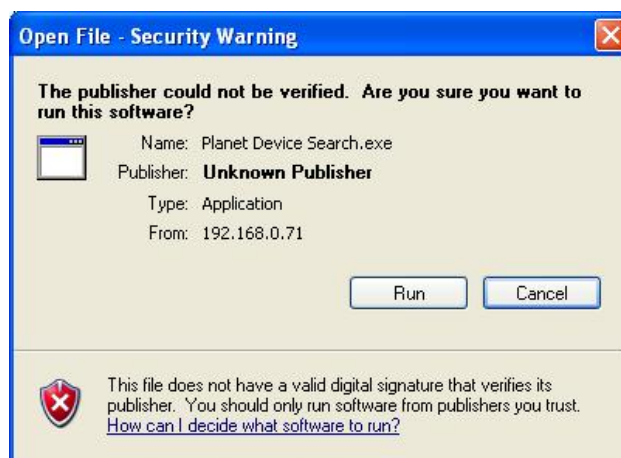 Open File - Security Warning
The publisher could not be verified.  Are you sure you want to
run this software?
Name: Planet Device Search.exe
Publisher: Unknown Publisher
Type: Application
From: 192.168.0.71
Run Cancel
This file does not have a valid digital signature that verifies its
publisher.  You should only run software from publishers you trust.
How can I decide what software to run?